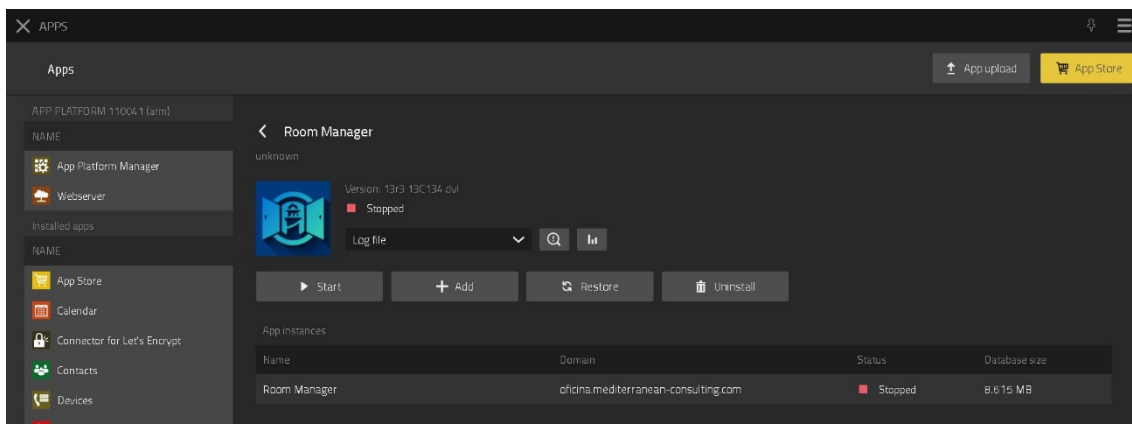 APPS
Apps
App upload
App Store
APP PLATFORM 110041 (arm)
NAME
App Platform Manager
Webserver
Installed apps
NAME
App Store
Calendar
Connector for Let's Encrypt
Contacts
Devices
Room Manager
unknown
Version: 13r3 13C134 dvl
Stopped
Log file
Start
Add
Restore
Uninstall
App instances
Name Domain Status Database size
Room Manager oficina.mediterranean-consulting.com Stopped 8.615 MB